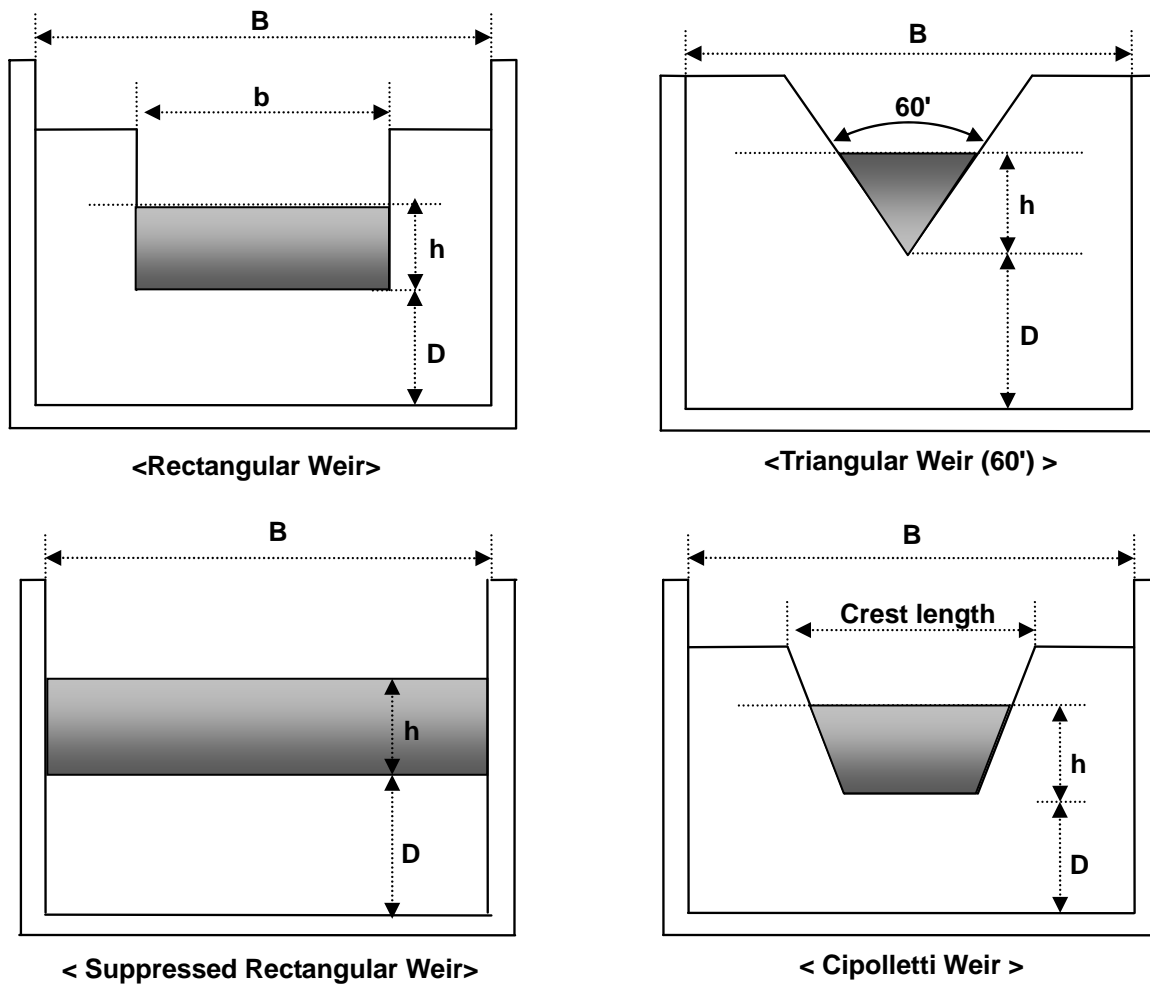 B
b
h
D
<Rectangular Weir>
B
60'
h
D
<Triangular Weir (60') >
B
h
D
< Suppressed Rectangular Weir>
B
Crest length
h
D
< Cipolletti Weir >